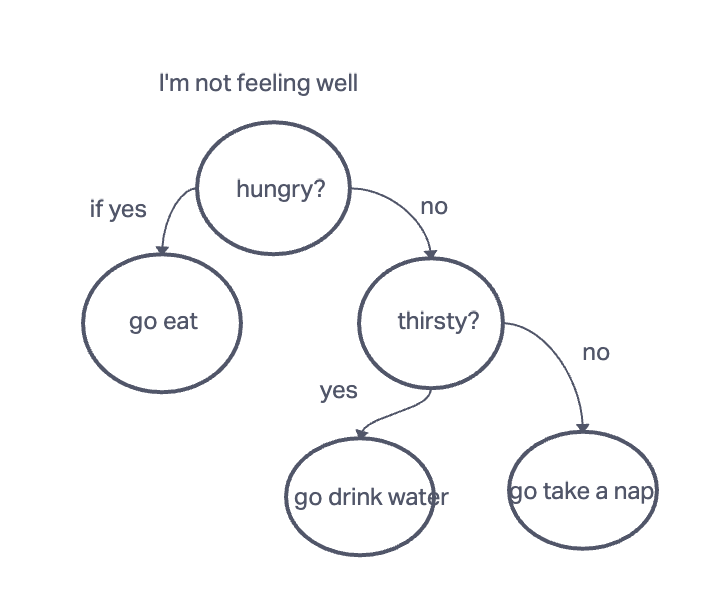 I'm not feeling well
hungry?
if yes
no
go eat
thirsty?
no
yes
go drink water
go take a nap